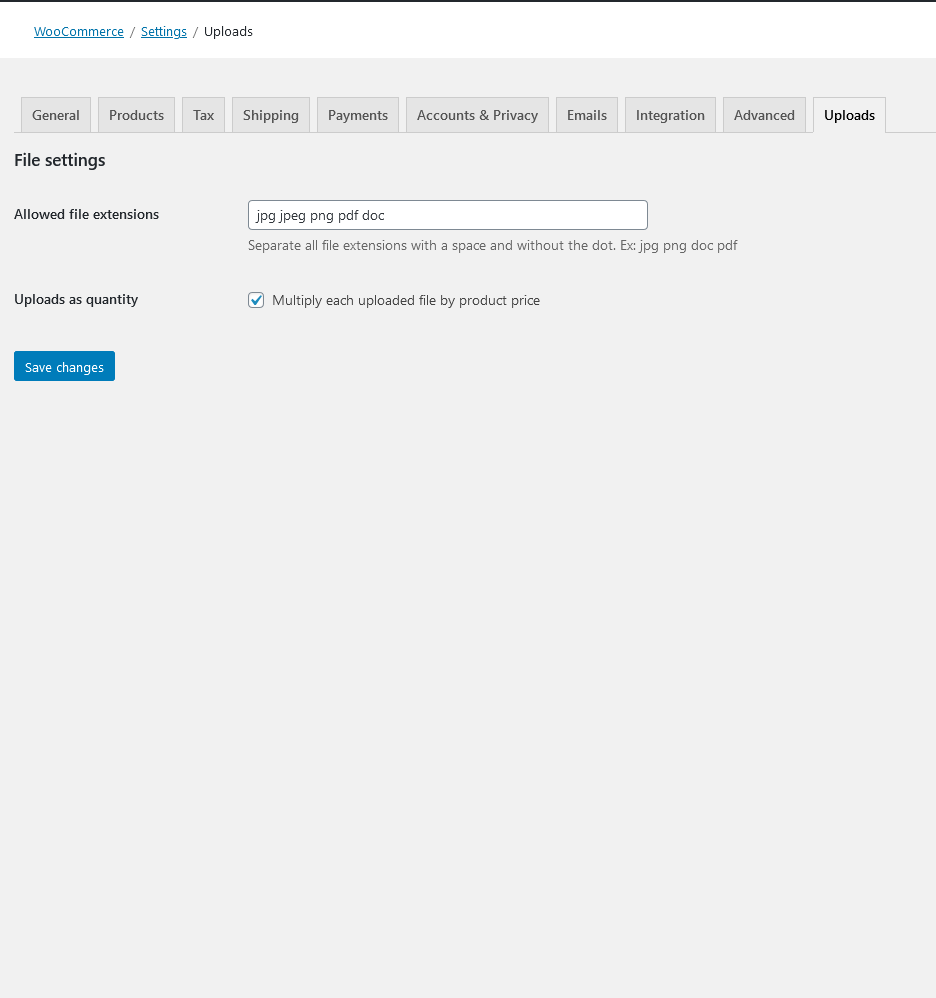 WooCommerce / Settings / Uploads
General Products Tax Shipping Payments Accounts & Privacy Emails Integration Advanced Uploads
File settings
Allowed file extensions jpg jpeg png pdf doc
Separate all file extensions with a space and without the dot. Ex: jpg png doc pdf
Uploads as quantity Multiply each uploaded file by product price
Save changes